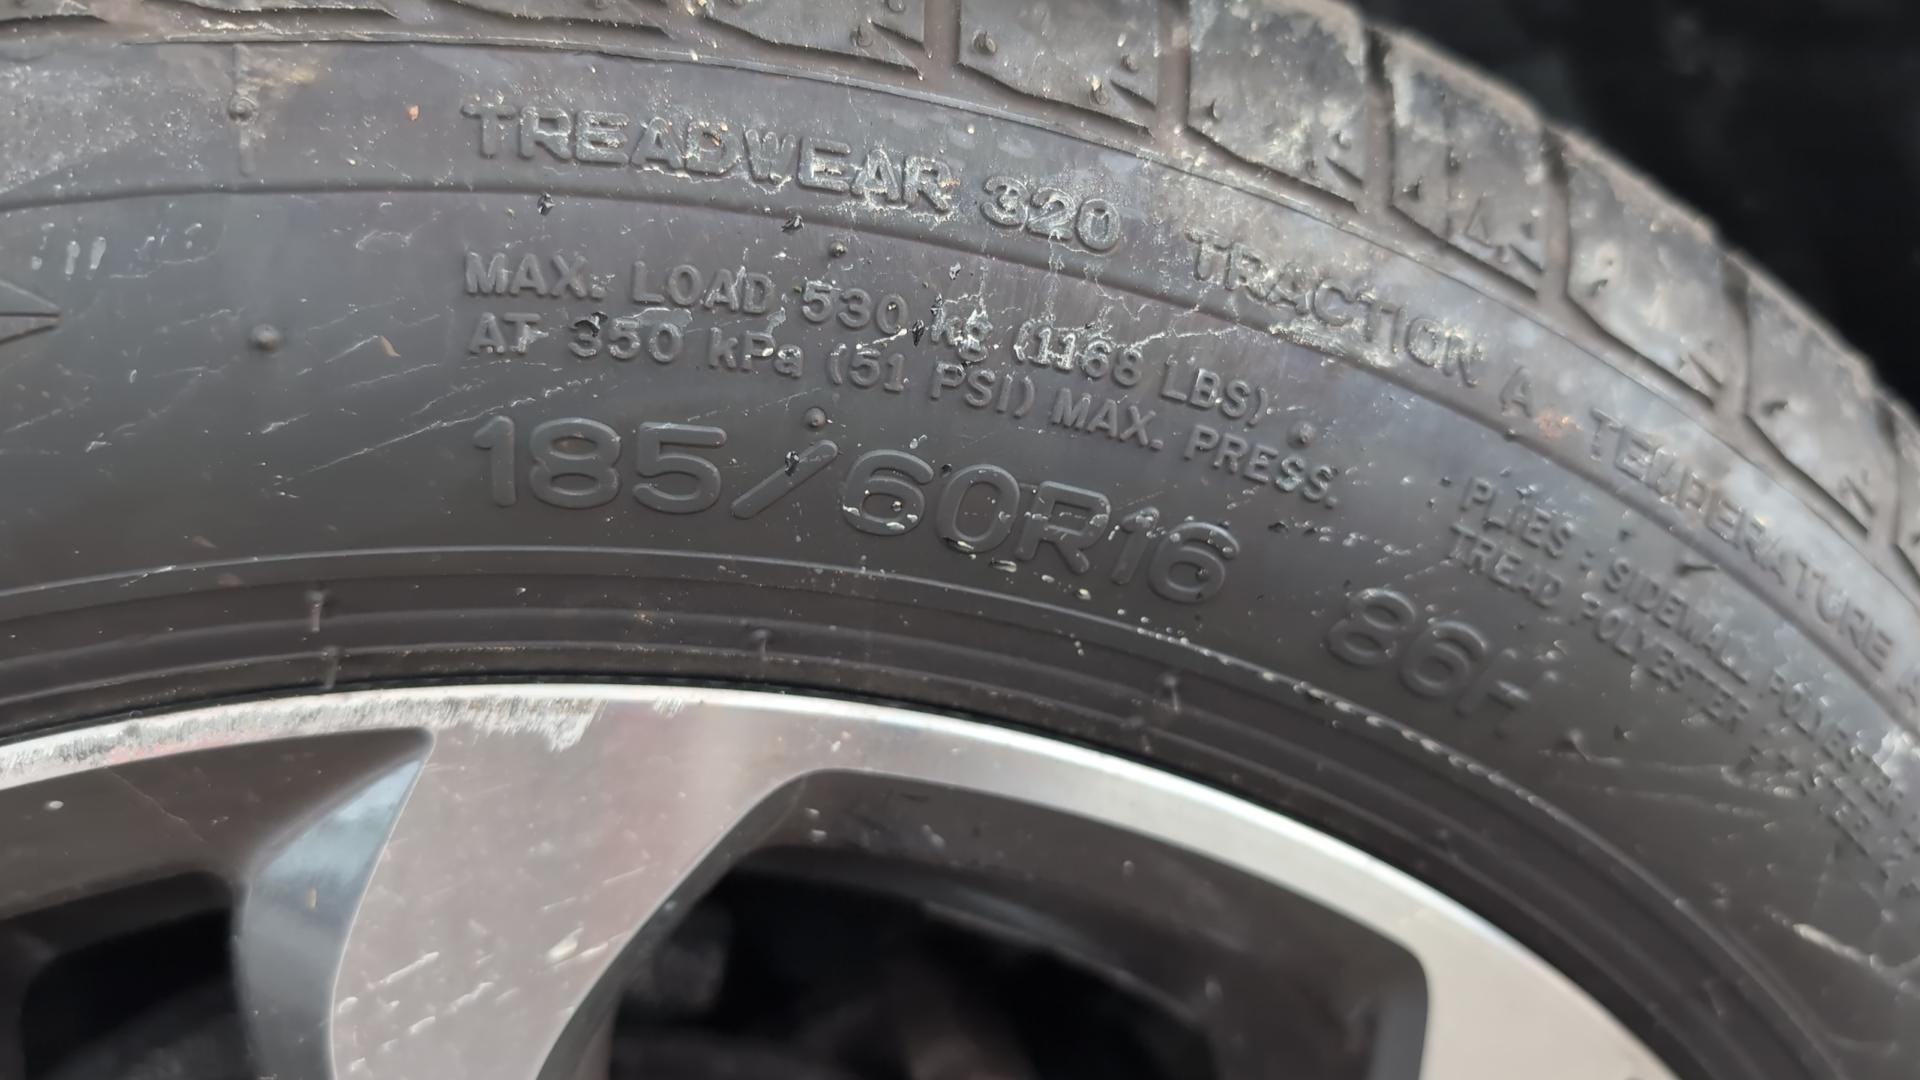 TREADWEAR 320 TRACTION A TEMPERATURE
MAX. LOAD 530 kg (1168 LBS)
AT 350 kPa (51 PSI) MAX. PRESS.
185/60R16 86H
PLIES : SIDEWALL POLYESTER
TREAD POLYESTER